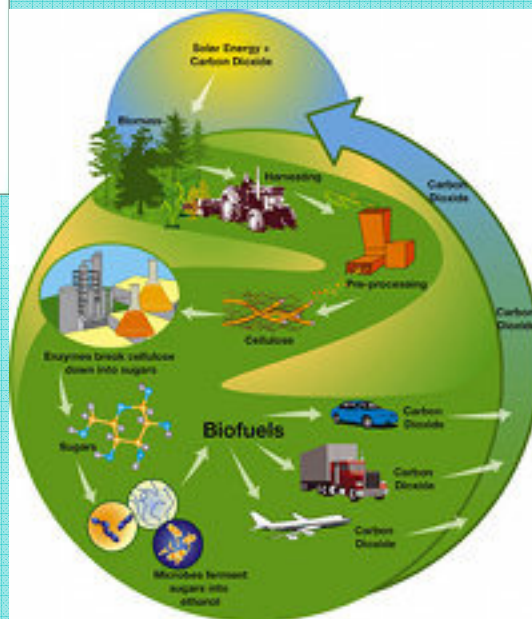 Solar Energy +
Carbon Dioxide
Biomass
Harvesting
Carbon
Dioxide
Pre-processing
Carbon
Dioxide
Cellulose
Enzymes break cellulose
down into sugars
Sugars
Biofuels
Carbon
Dioxide
Carbon
Dioxide
Carbon
Dioxide
Microbes ferment
sugars into
ethanol